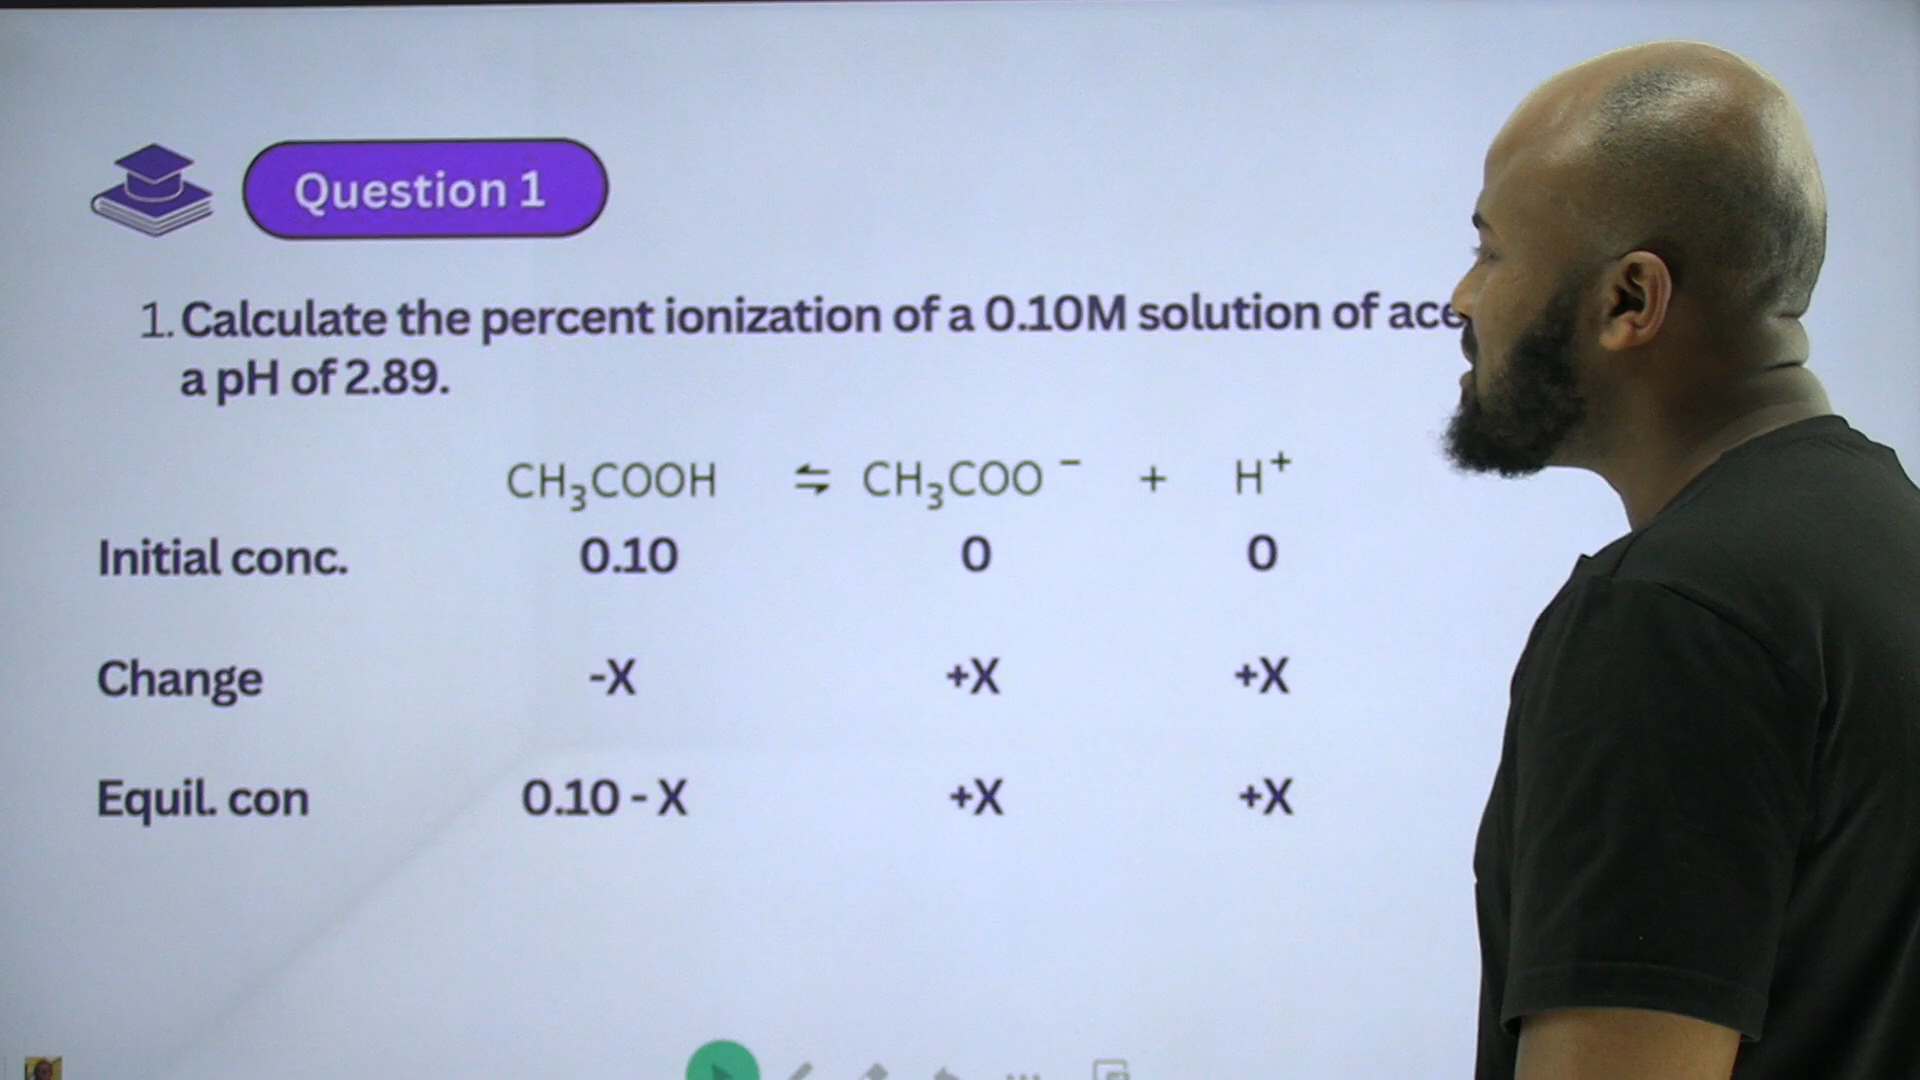 Question 1
1. Calculate the percent ionization of a 0.10M solution of
a pH of 2.89.
CH₃COOH ⇋ CH₃COO⁻ + H⁺
Initial conc. 0.10 0 0
Change -X +X +X
Equil. con 0.10 - X +X +X